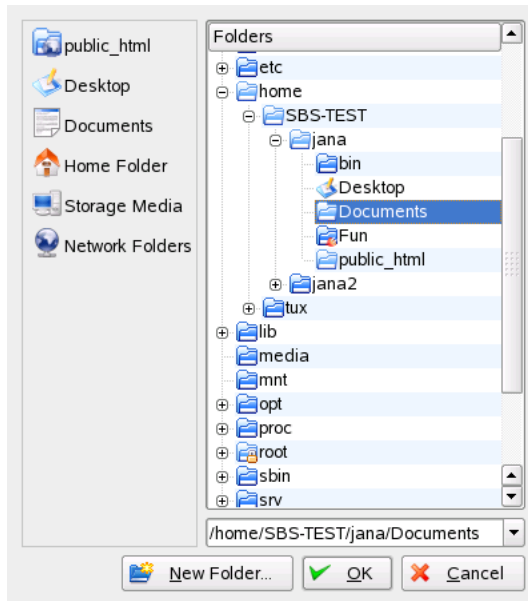 public_html
Desktop
Documents
Home Folder
Storage Media
Network Folders
Folders
etc
home
SBS-TEST
jana
bin
Desktop
Documents
Fun
public_html
jana2
tux
lib
media
mnt
opt
proc
root
sbin
srv
/home/SBS-TEST/jana/Documents
New Folder...
OK
Cancel